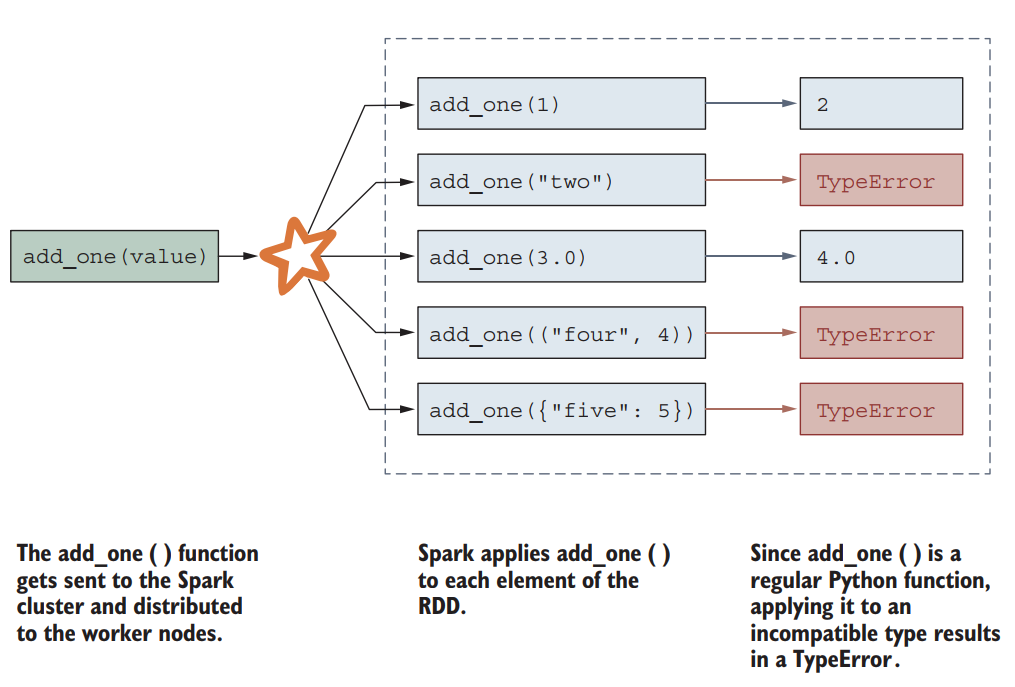 add_one(value)
add_one(1)
2
add_one("two")
TypeError
add_one(3.0)
4.0
add_one(("four", 4))
TypeError
add_one({"five": 5})
TypeError
The add_one ( ) function
gets sent to the Spark
cluster and distributed
to the worker nodes.
Spark applies add_one ( )
to each element of the
RDD.
Since add_one ( ) is a
regular Python function,
applying it to an
incompatible type results
in a TypeError.